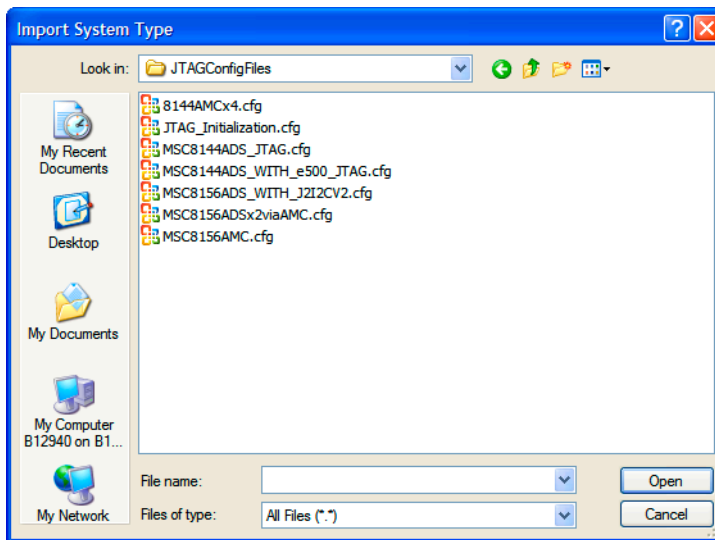 Import System Type
Look in:
JTAGConfigFiles
8144AMCx4.cfg
JTAG_Initialization.cfg
MSC8144ADS_JTAG.cfg
MSC8144ADS_WITH_e500_JTAG.cfg
MSC8156ADS_WITH_J2I2CV2.cfg
MSC8156ADSx2viaAMC.cfg
MSC8156AMC.cfg
My Recent
Documents
Desktop
My Documents
My Computer
B12940 on B1...
My Network
File name:
Open
Files of type:
All Files (*.*)
Cancel